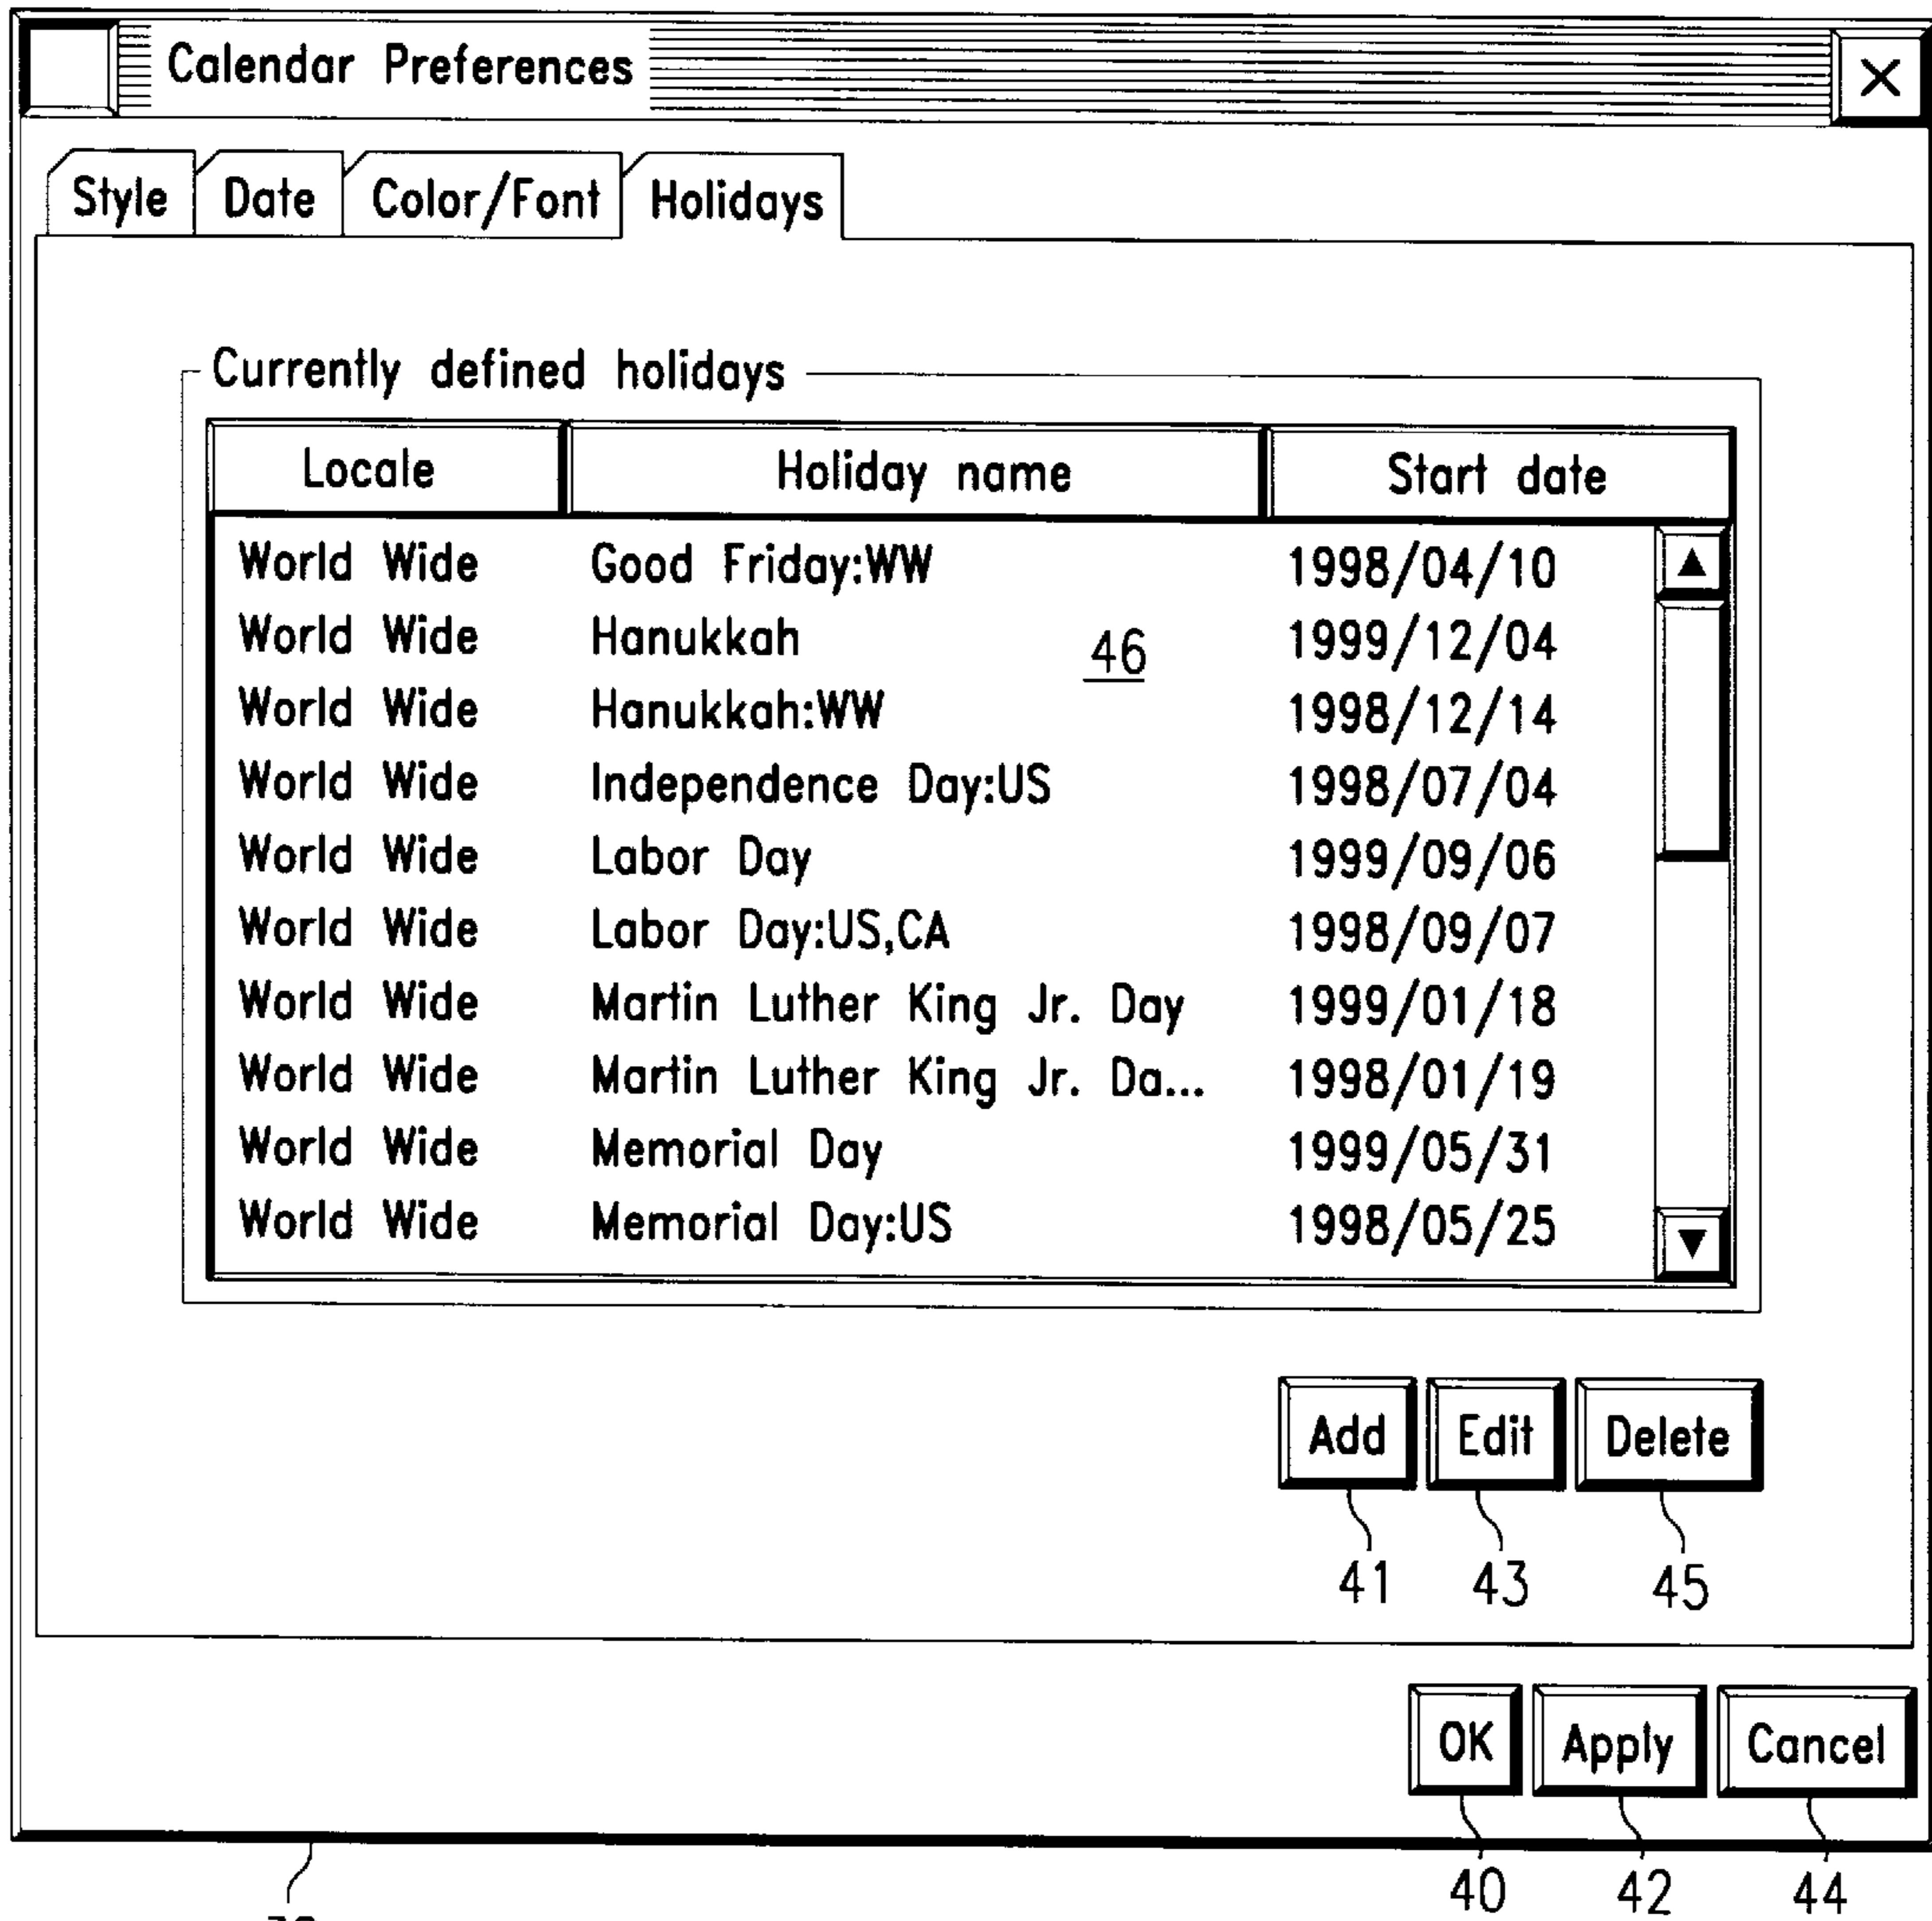 Calendar Preferences X
Style Date Color/Font Holidays
Currently defined holidays
Locale Holiday name Start date
World Wide Good Friday:WW 1998/04/10
World Wide Hanukkah 46 1999/12/04
World Wide Hanukkah:WW 1998/12/14
World Wide Independence Day:US 1998/07/04
World Wide Labor Day 1999/09/06
World Wide Labor Day:US,CA 1998/09/07
World Wide Martin Luther King Jr. Day 1999/01/18
World Wide Martin Luther King Jr. Da... 1998/01/19
World Wide Memorial Day 1999/05/31
World Wide Memorial Day:US 1998/05/25
Add Edit Delete
41 43 45
OK Apply Cancel
40 42 44